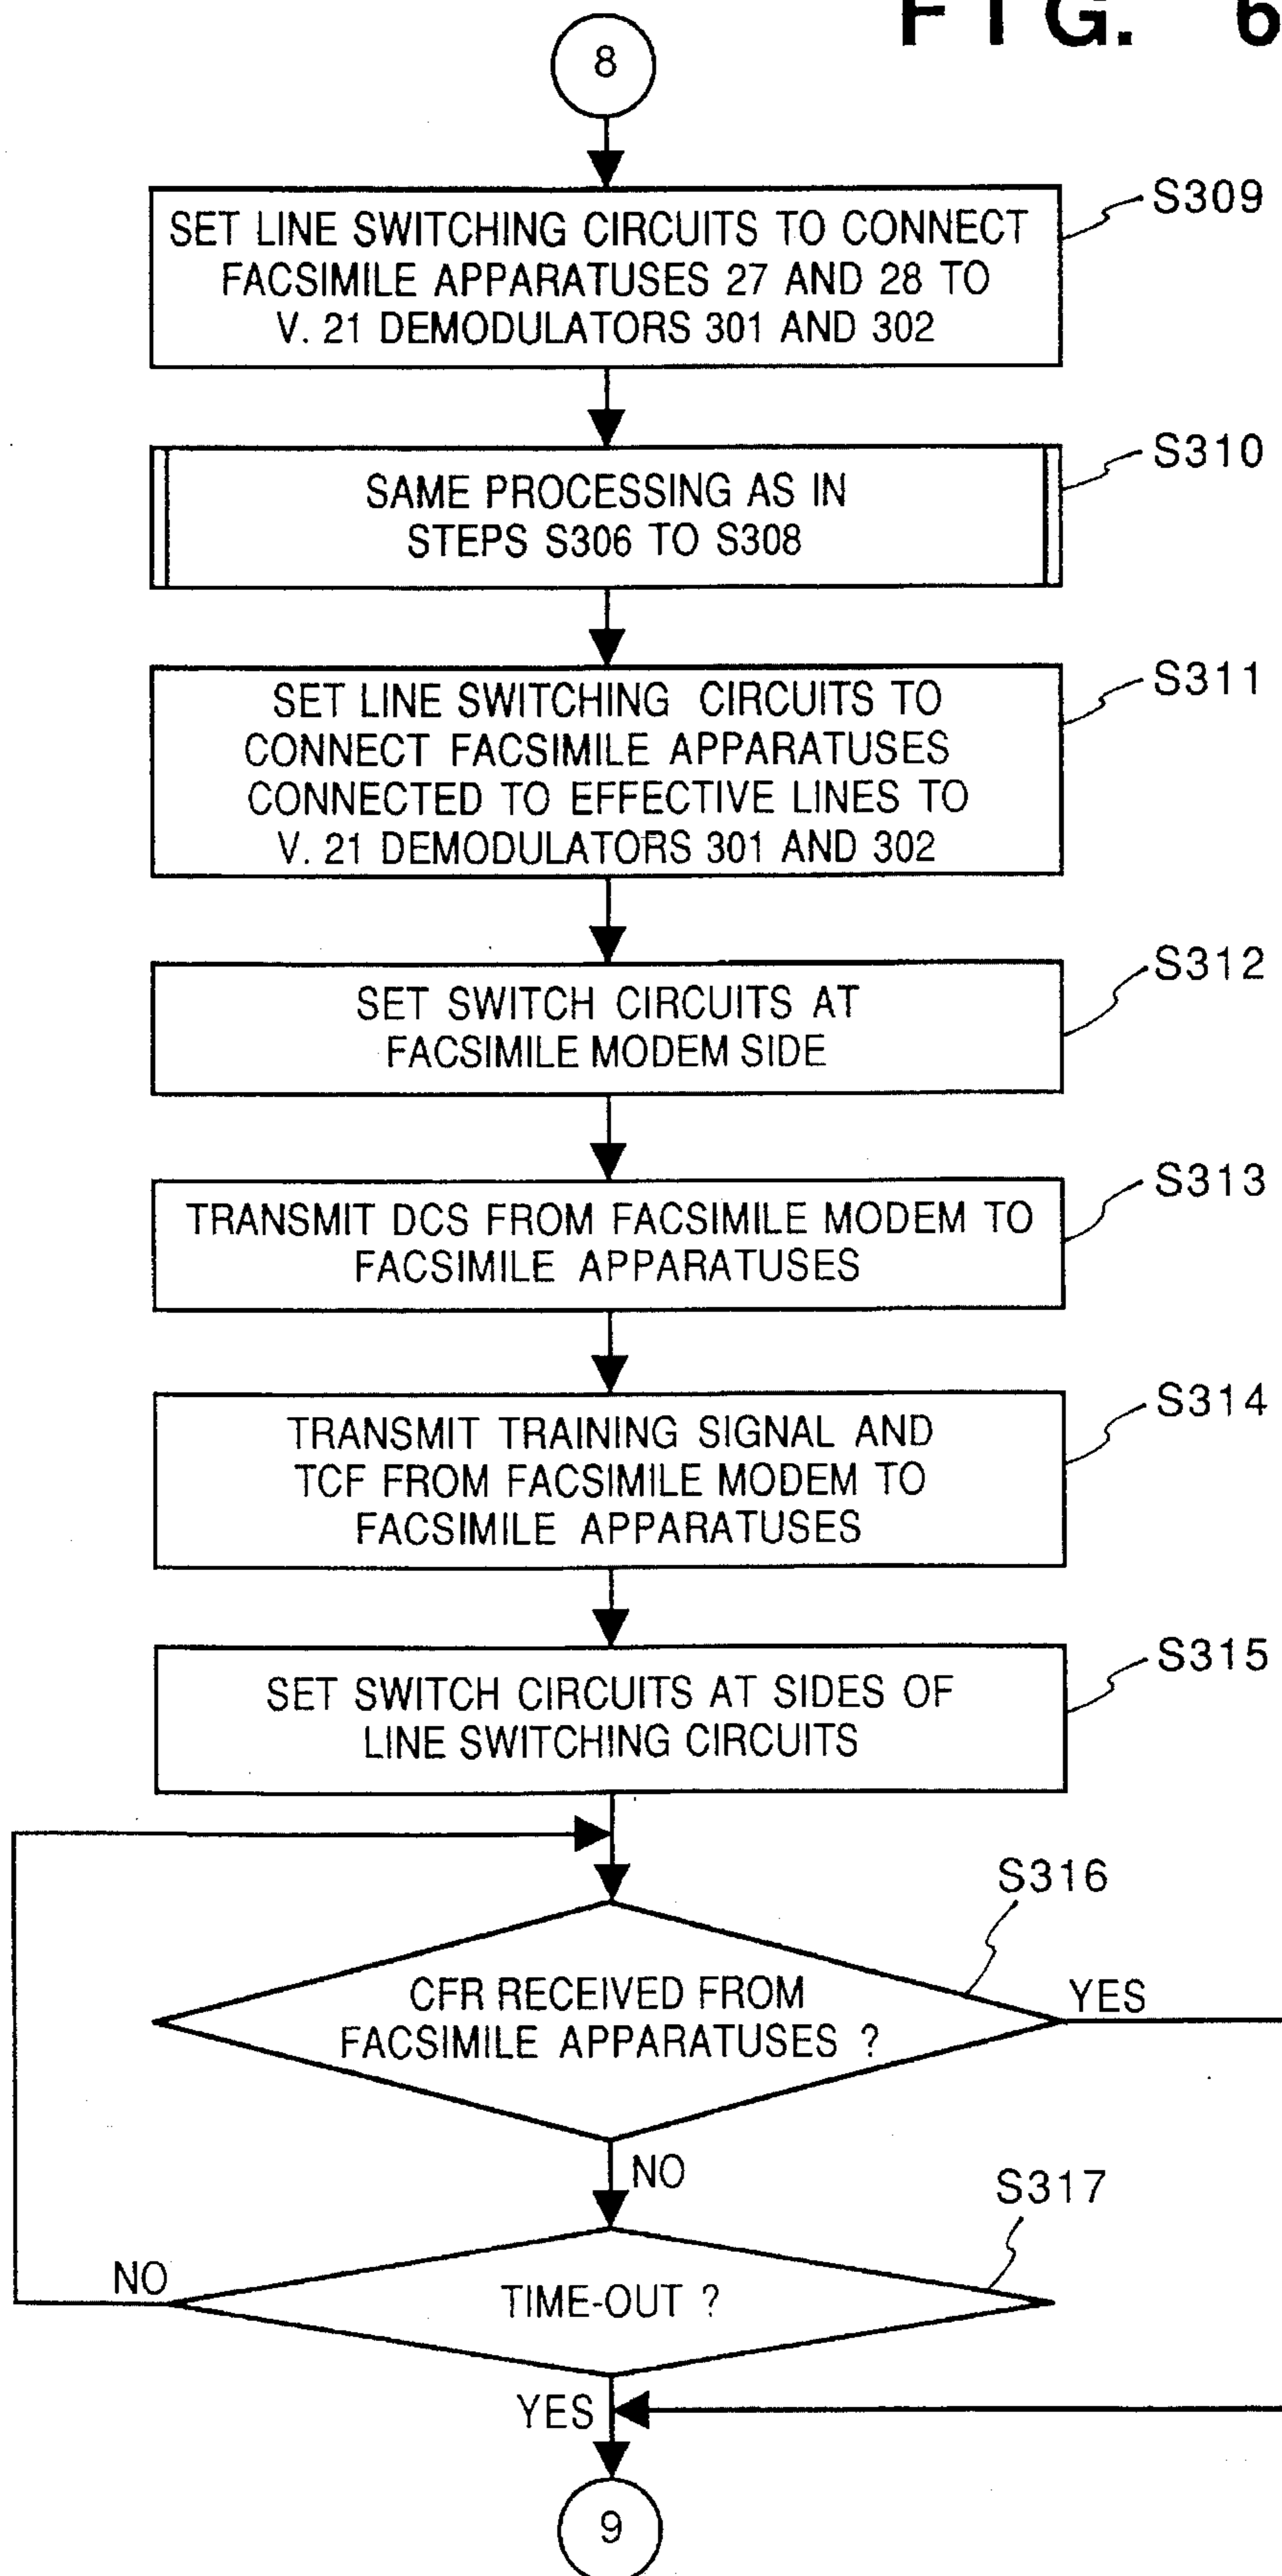 FIG. 6
8
S309
SET LINE SWITCHING CIRCUITS TO CONNECT
FACSIMILE APPARATUSES 27 AND 28 TO
V. 21 DEMODULATORS 301 AND 302
S310
SAME PROCESSING AS IN
STEPS S306 TO S308
S311
SET LINE SWITCHING CIRCUITS TO
CONNECT FACSIMILE APPARATUSES
CONNECTED TO EFFECTIVE LINES TO
V. 21 DEMODULATORS 301 AND 302
S312
SET SWITCH CIRCUITS AT
FACSIMILE MODEM SIDE
S313
TRANSMIT DCS FROM FACSIMILE MODEM TO
FACSIMILE APPARATUSES
S314
TRANSMIT TRAINING SIGNAL AND
TCF FROM FACSIMILE MODEM TO
FACSIMILE APPARATUSES
S315
SET SWITCH CIRCUITS AT SIDES OF
LINE SWITCHING CIRCUITS
S316
CFR RECEIVED FROM
FACSIMILE APPARATUSES ?
YES
NO
S317
NO
TIME-OUT ?
YES
9